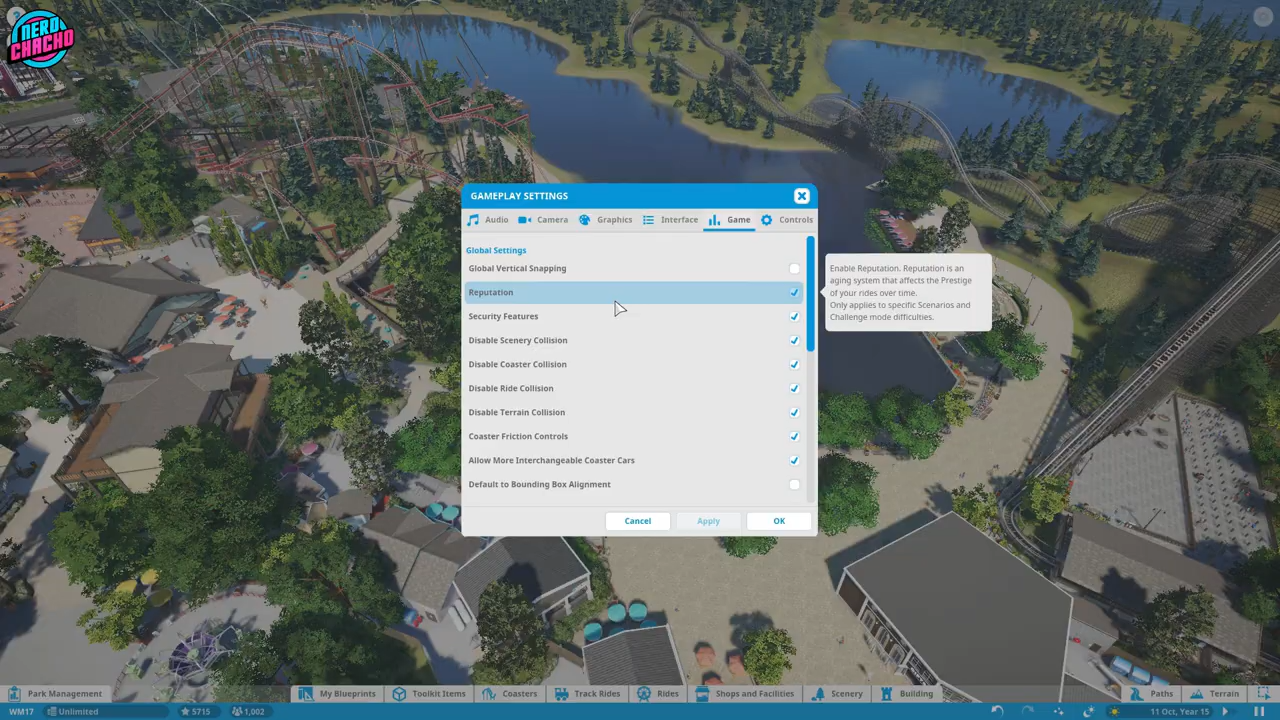 NERD
CHACHO
GAMEPLAY SETTINGS
Audio Camera Graphics Interface Game Controls
Global Settings
Global Vertical Snapping
Reputation
Security Features
Disable Scenery Collision
Disable Coaster Collision
Disable Ride Collision
Disable Terrain Collision
Coaster Friction Controls
Allow More Interchangeable Coaster Cars
Default to Bounding Box Alignment
Cancel Apply OK
Enable Reputation. Reputation is an
aging system that affects the Prestige
of your rides over time.
Only applies to specific Scenarios and
Challenge mode difficulties.
Park Management My Blueprints Toolkit Items Coasters Track Rides Rides Shops and Facilities Scenery Building Paths Terrain
WM17 Unlimited 5715 1,002 11 Oct, Year 15